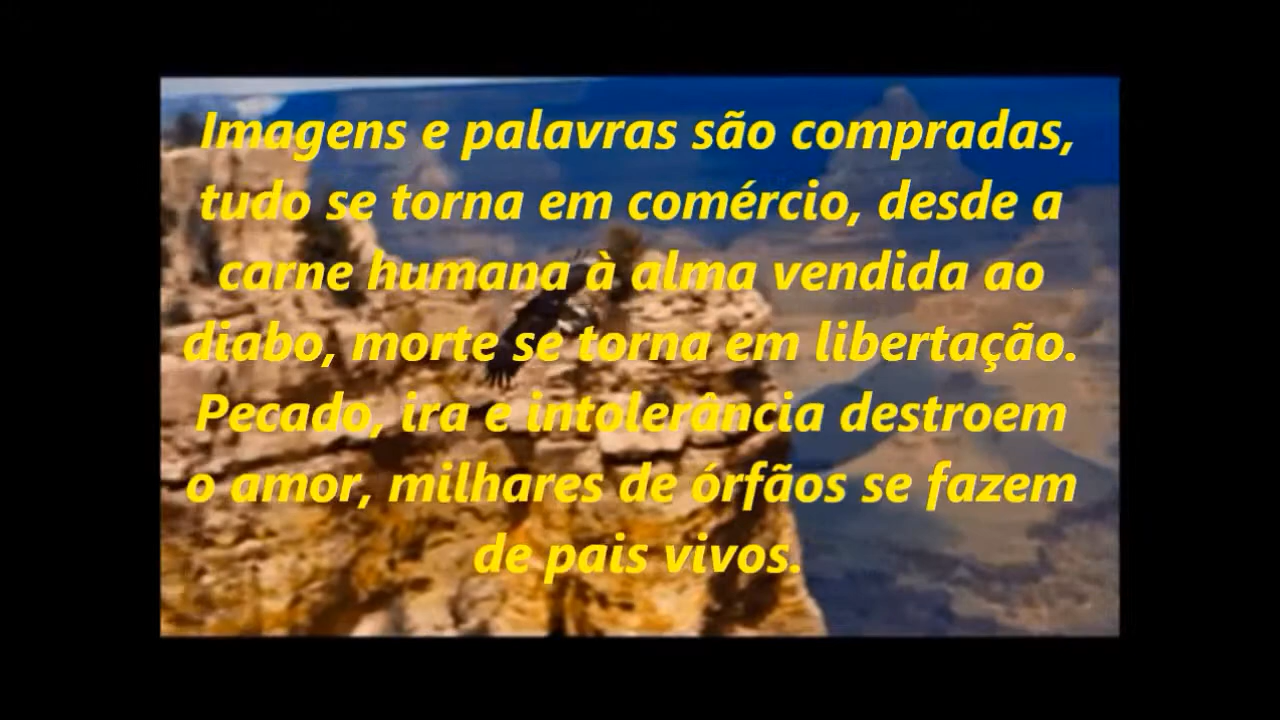 Imagens e palavras são compradas,
tudo se torna em comércio, desde a
carne humana à alma vendida ao
diabo, morte se torna em libertação.
Pecado, ira e intolerância destroem
o amor, milhares de órfãos se fazem
de pais vivos.